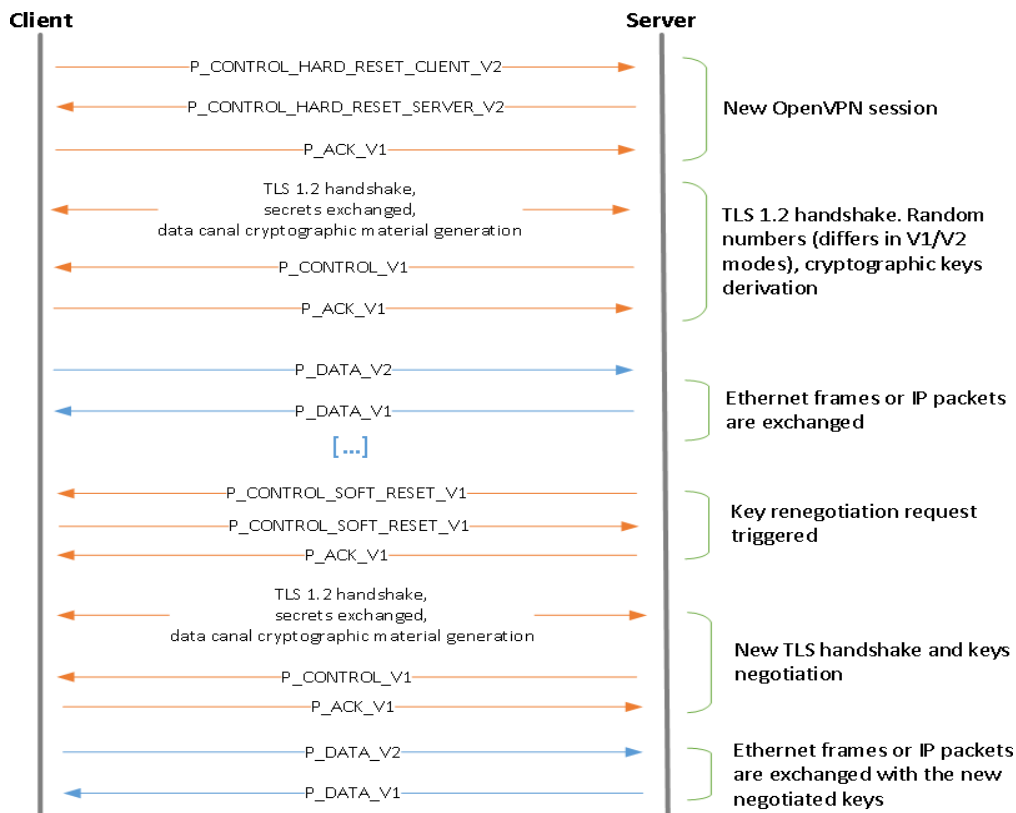 Client
Server
P_CONTROL_HARD_RESET_CLIENT_V2
P_CONTROL_HARD_RESET_SERVER_V2
P_ACK_V1
New OpenVPN session
TLS 1.2 handshake,
secrets exchanged,
data canal cryptographic material generation
P_CONTROL_V1
P_ACK_V1
TLS 1.2 handshake. Random
numbers (differs in V1/V2
modes), cryptographic keys
derivation
P_DATA_V2
P_DATA_V1
[...]
Ethernet frames or IP packets
are exchanged
P_CONTROL_SOFT_RESET_V1
P_CONTROL_SOFT_RESET_V1
P_ACK_V1
Key renegotiation request
triggered
TLS 1.2 handshake,
secrets exchanged,
data canal cryptographic material generation
P_CONTROL_V1
P_ACK_V1
New TLS handshake and keys
negotiation
P_DATA_V2
P_DATA_V1
Ethernet frames or IP packets
are exchanged with the new
negotiated keys